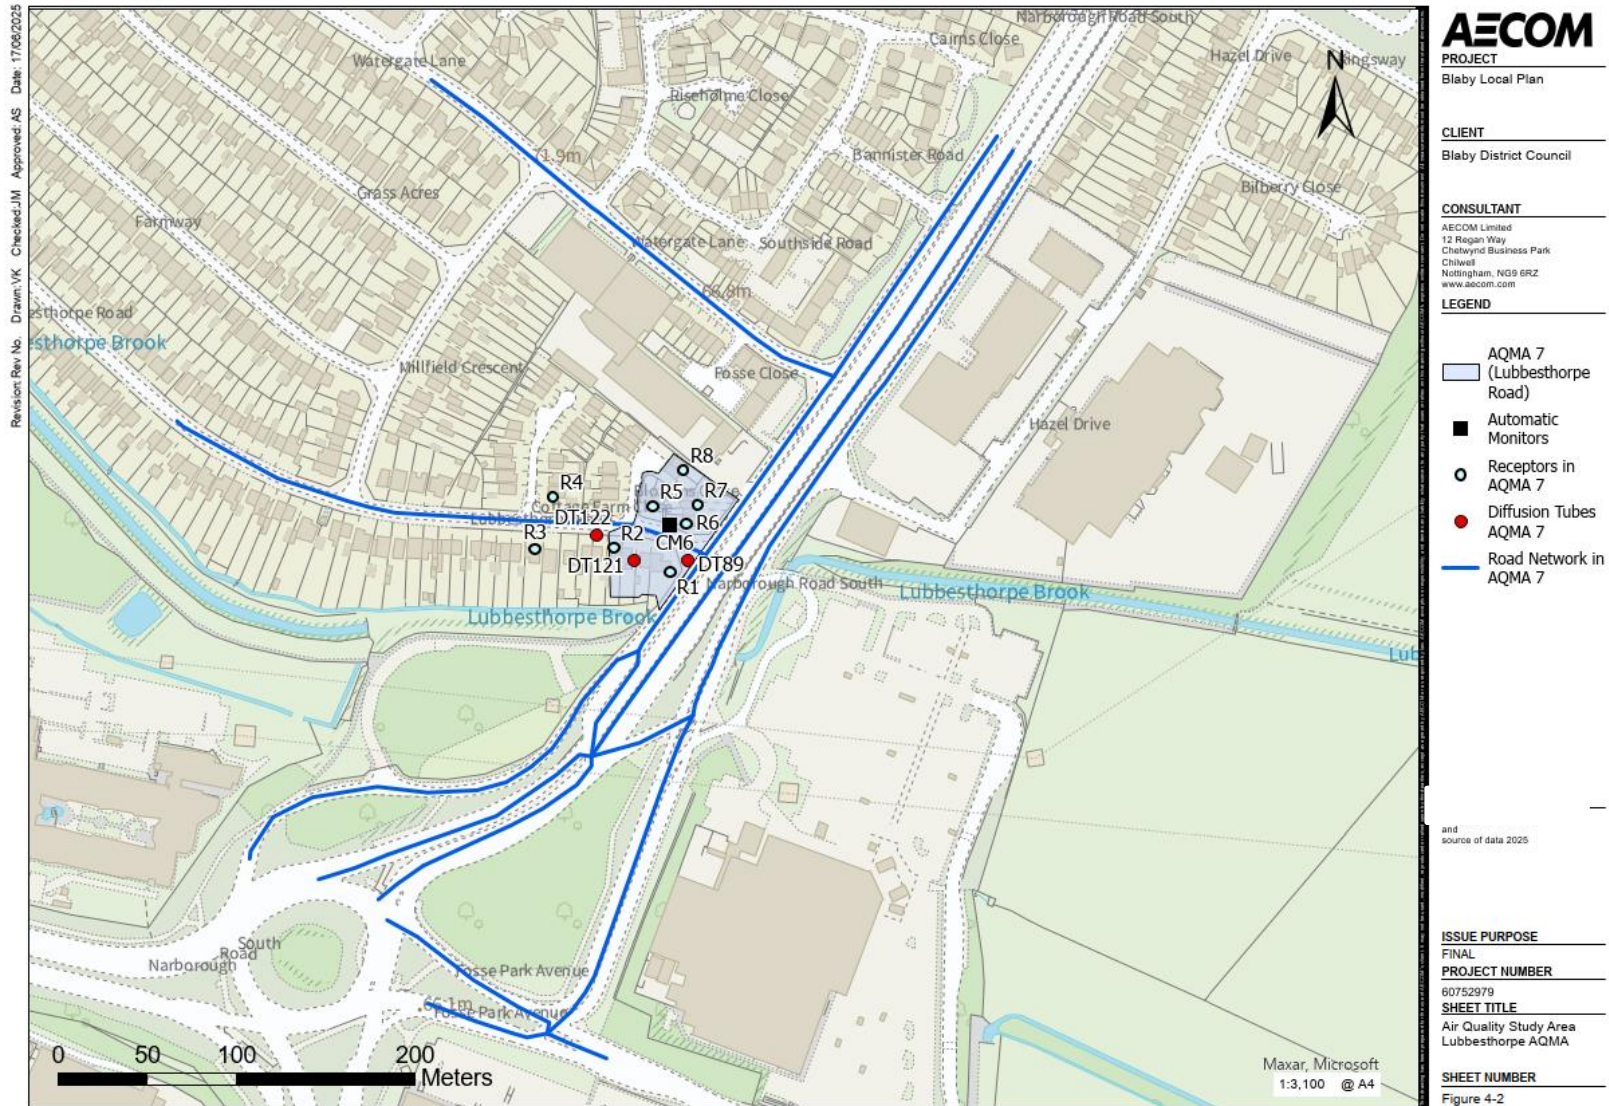 Revision: Rev No. Drawn: VK Checked: JM Approved: AS Date: 17/06/2025
Narborough Road South
Cairns Close
Hazel Drive
Kingsway
N
Watergate Lane
Riseholme Close
71.9m
Bannister Road
Bilberry Close
Grass Acres
Farmway
Watergate Lane
Southside Road
66.8m
esthorpe Road
esthorpe Brook
Millfield Crescent
Fosse Close
Hazel Drive
R8
R4
R5
R7
DT122
R6
R3
R2
CM6
DT121
DT89
R1
Narborough Road South
Lubbesthorpe Brook
Lubbesthorpe Brook
Lub
South
Road
Narborough
Fosse Park Avenue
66.1m
Fosse Park Avenue
0 50 100 200
Meters
Maxar, Microsoft
1:3,100 @ A4
AECOM
PROJECT
Blaby Local Plan
CLIENT
Blaby District Council
CONSULTANT
AECOM Limited
12 Regan Way
Chetwynd Business Park
Chilwell
Nottingham, NG9 6RZ
www.aecom.com
LEGEND
AQMA 7
(Lubbesthorpe
Road)
Automatic
Monitors
Receptors in
AQMA 7
Diffusion Tubes
AQMA 7
Road Network in
AQMA 7
and
source of data 2025
ISSUE PURPOSE
FINAL
PROJECT NUMBER
60752979
SHEET TITLE
Air Quality Study Area
Lubbesthorpe AQMA
SHEET NUMBER
Figure 4-2